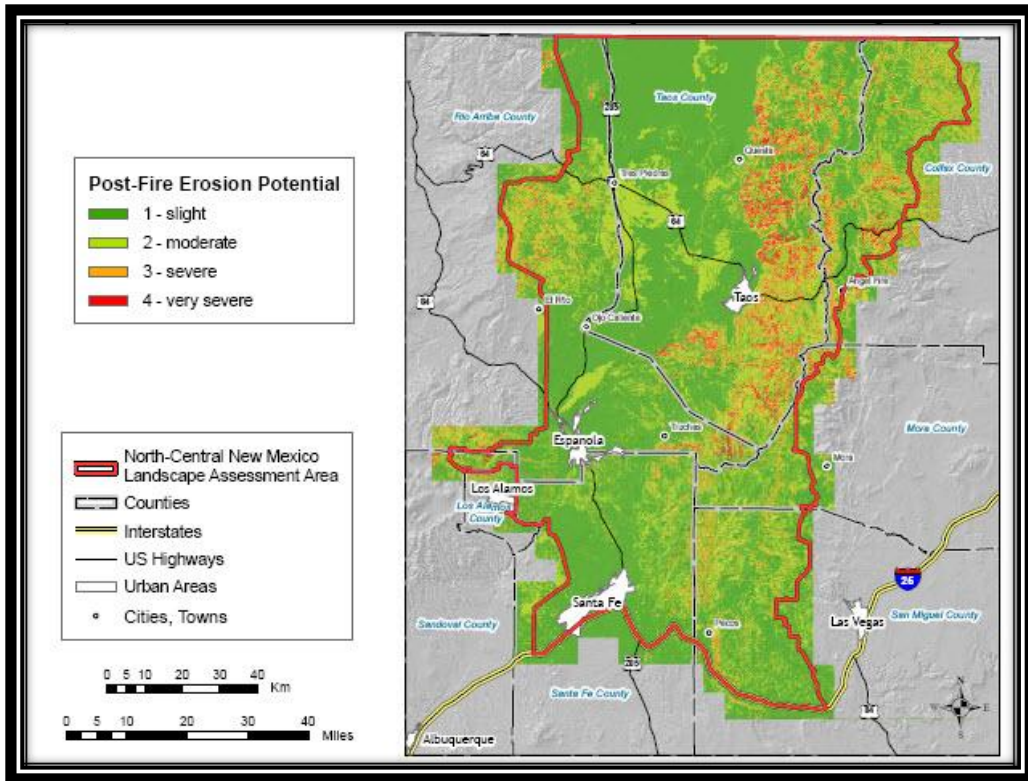 Post-Fire Erosion Potential
1 - slight
2 - moderate
3 - severe
4 - very severe
North-Central New Mexico
Landscape Assessment Area
Counties
Interstates
US Highways
Urban Areas
Cities, Towns
0 5 10 20 30 40
Km
0 5 10 20 30 40
Miles
Rio Arriba County
Taos County
285
84
Questa
Colfax County
Tres Piedras
64
Taos
Angel Fire
84
El Rito
Ojo Caliente
Truchas
Espanola
Mora County
Mora
Los Alamos
Los Alamos
County
25
Santa Fe
Sandoval County
Pecos
Las Vegas
San Miguel County
285
Santa Fe County
84
W E
S
Albuquerque